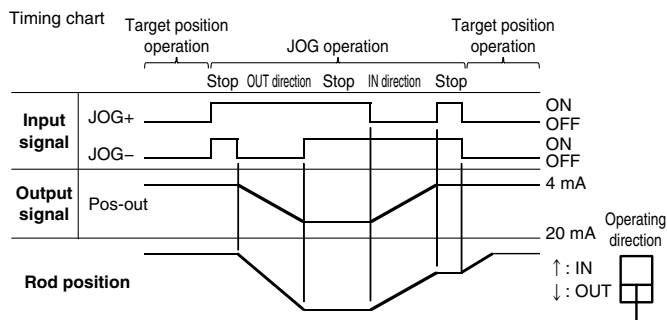 Timing chart
Target position operation
JOG operation
Target position operation
Stop OUT direction Stop IN direction Stop
Input signal
JOG+
ON
OFF
JOG−
ON
OFF
Output signal
Pos-out
4 mA
20 mA
Operating direction
Rod position
↑ : IN
↓ : OUT